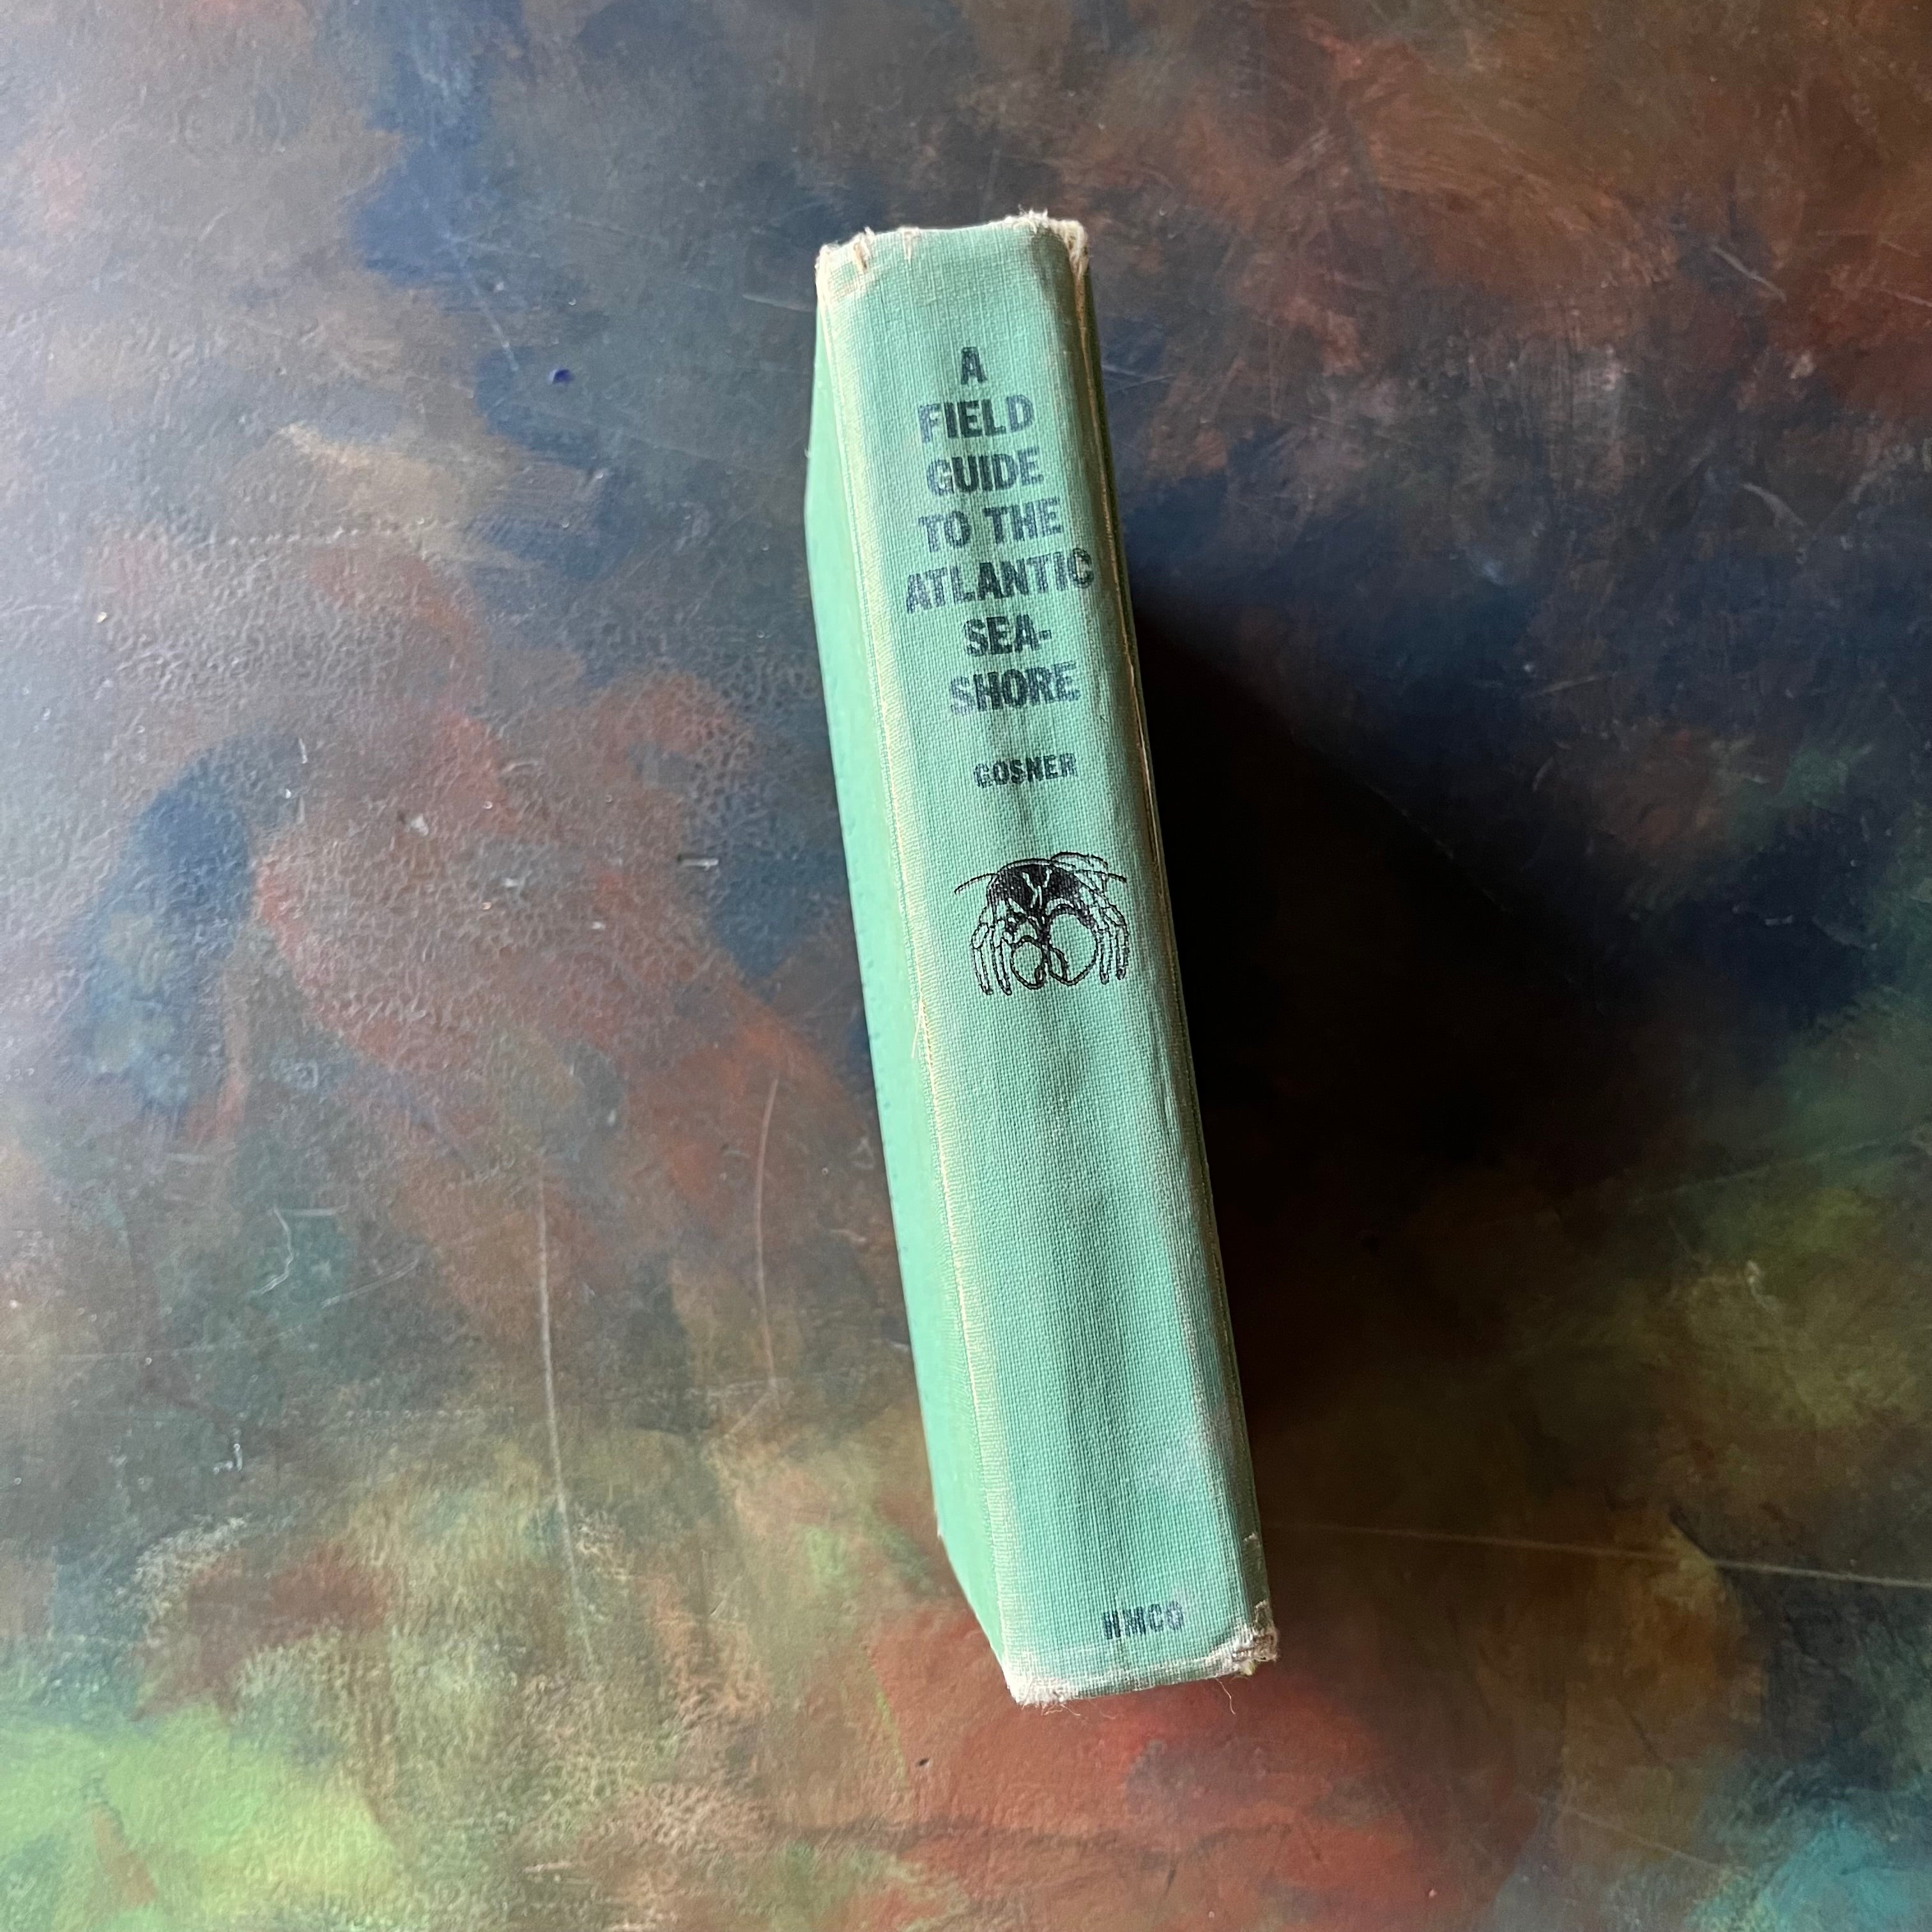 A
FIELD
GUIDE
TO THE
ATLANTIC
SEA-
SHORE
GOSNER
HMCO